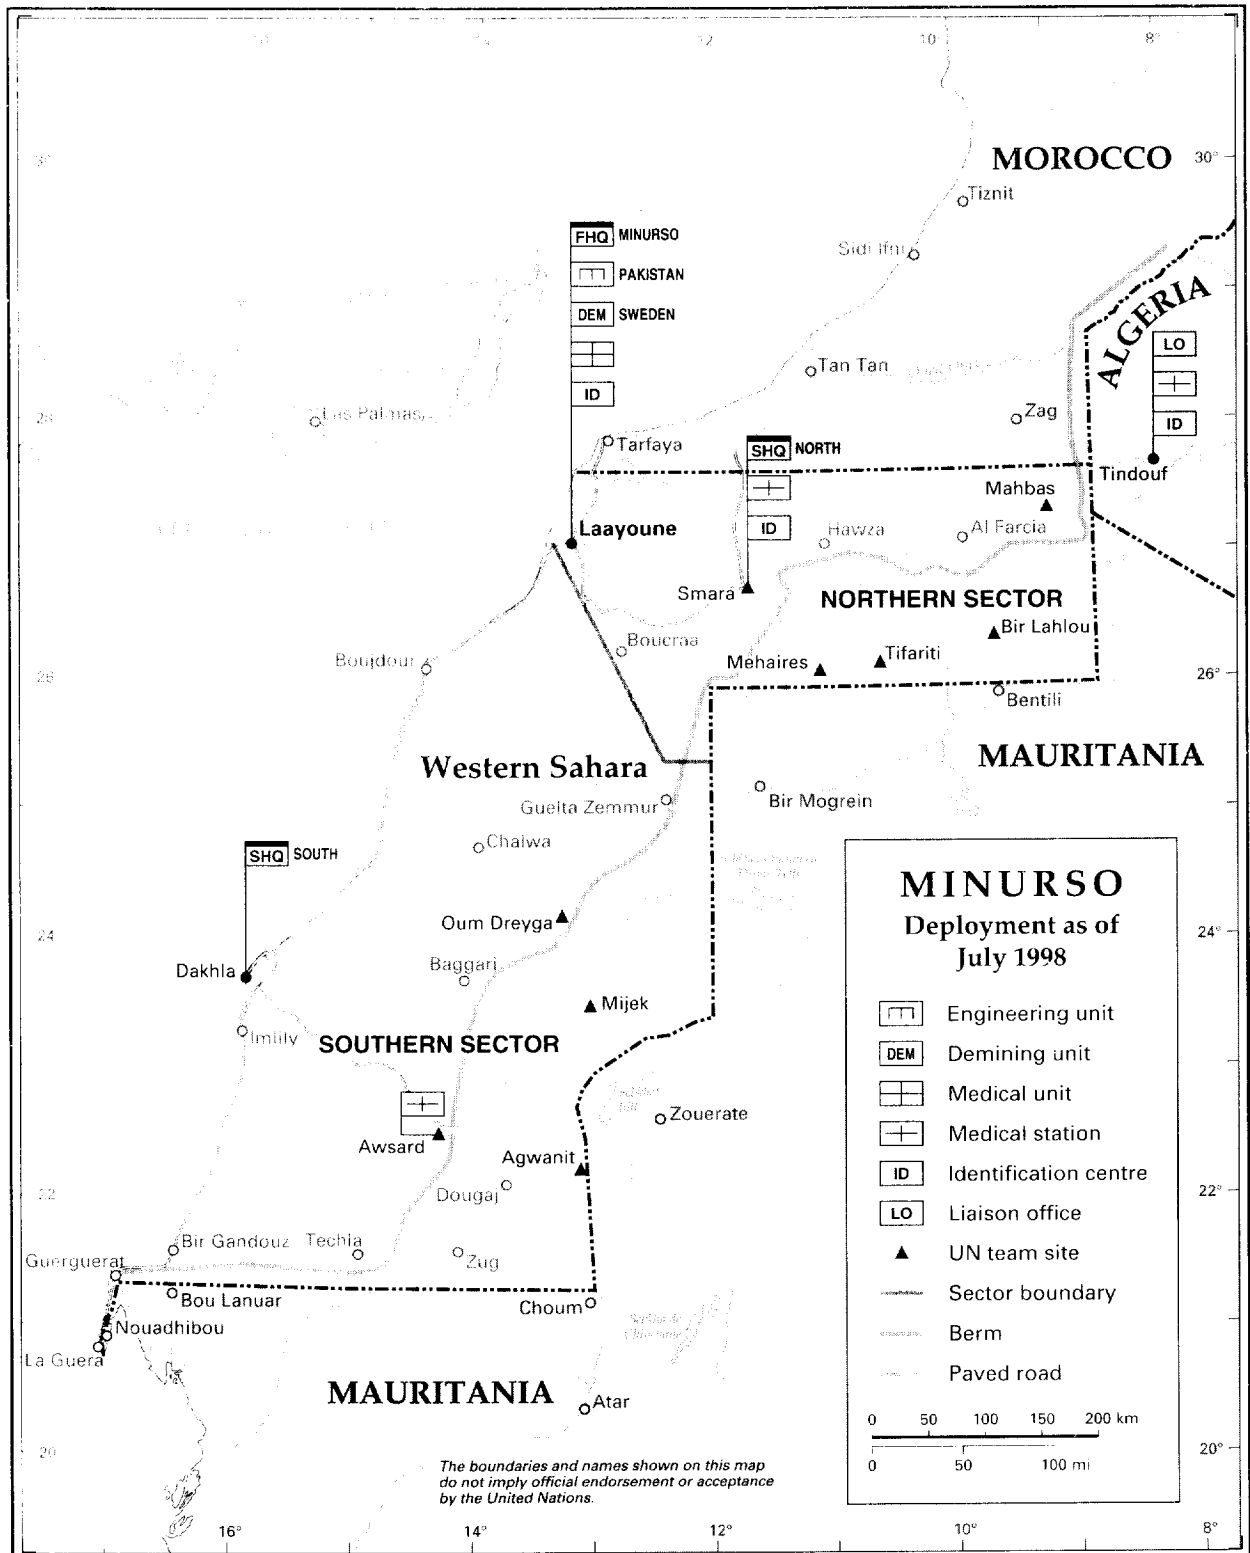 12
10°
8°
MOROCCO
30°
30°
Tiznit
FHQ MINURSO
Sidi Ifni
PAKISTAN
ALGERIA
DEM SWEDEN
LO
Tan Tan
ID
ID
28
Las Palmas
Zag
Tarfaya
SHQ NORTH
Tindouf
Mahbas
Laayoune
ID
Hawza
Al Farcia
Smara
NORTHERN SECTOR
Boucraa
Bir Lahlou
Boujdour
Mehaires
Tifariti
26
26°
Bentili
Western Sahara
MAURITANIA
Guelta Zemmur
Bir Mogrein
Chalwa
SHQ SOUTH
Oum Dreyga
24
24°
Baggari
Dakhla
Mijek
Imlily
SOUTHERN SECTOR
Zouerate
Awsard
Agwanit
Dougaj
22
22°
Bir Gandouz
Techla
Zug
Guerguerat
Bou Lanuar
Choum
Nouadhibou
La Guera
MAURITANIA
Atar
20
20°
The boundaries and names shown on this map
do not imply official endorsement or acceptance
by the United Nations.
16°
14°
12°
10°
8°
MINURSO
Deployment as of
July 1998
Engineering unit
DEM Demining unit
Medical unit
Medical station
ID Identification centre
LO Liaison office
UN team site
Sector boundary
Berm
Paved road
0 50 100 150 200 km
0 50 100 mi